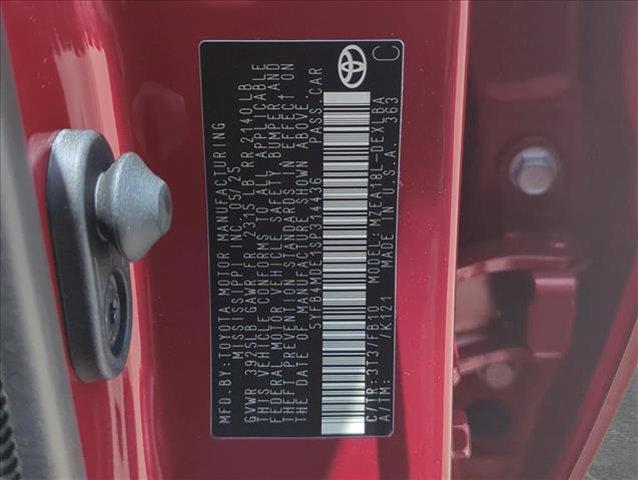 MFD.BY:TOYOTA MOTOR MANUFACTURING
MISSISSIPPI INC. 05/25
GVWR 3925LB GAWR FR 2315LB RR 2140LB
THIS VEHICLE CONFORMS TO ALL APPLICABLE
FEDERAL MOTOR VEHICLE SAFETY, BUMPER AND
THEFT PREVENTION STANDARDS IN EFFECT ON
THE DATE OF MANUFACTURE SHOWN ABOVE.
5YFB4MDE1SP314436 PASS.CAR
C/TR:3T3/FB10 MODEL:MZEA18L-DEXLBA
A/TM: /K121 MADE IN U.S.A. 363
C